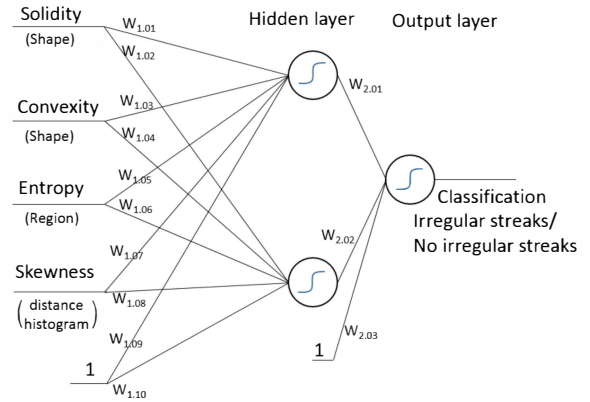 Solidity
(Shape)
Convexity
(Shape)
Entropy
(Region)
Skewness
(distance
histogram)
1
W1.01
W1.02
W1.03
W1.04
W1.05
W1.06
W1.07
W1.08
W1.09
W1.10
Hidden layer
Output layer
W2.01
W2.02
W2.03
1
Classification
Irregular streaks/
No irregular streaks